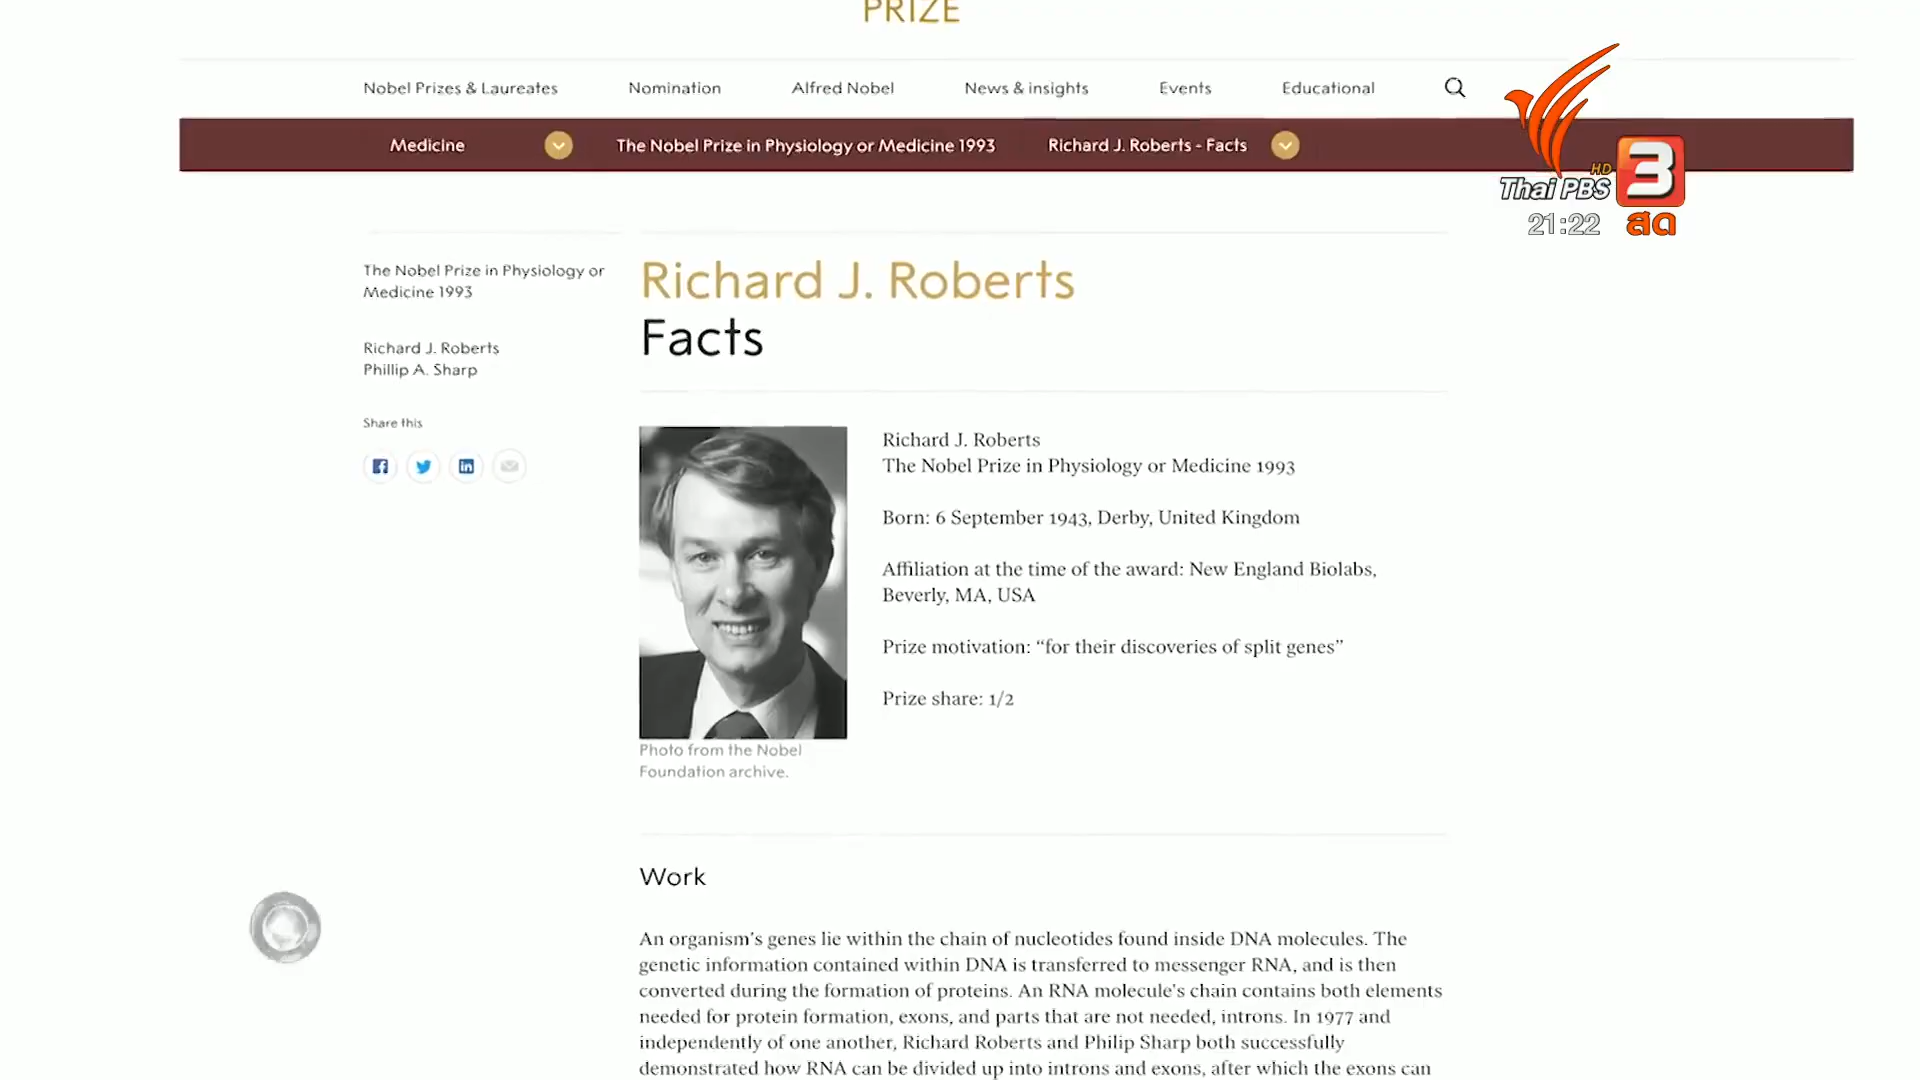 PRIZE
Nobel Prizes & Laureates
Nomination
Alfred Nobel
News & insights
Events
Educational
Medicine
The Nobel Prize in Physiology or Medicine 1993
Richard J. Roberts - Facts
HD
Thai PBS
3
21:22
สด
The Nobel Prize in Physiology or
Medicine 1993
Richard J. Roberts
Phillip A. Sharp
Share this
Richard J. Roberts
Facts
Richard J. Roberts
The Nobel Prize in Physiology or Medicine 1993
Born: 6 September 1943, Derby, United Kingdom
Affiliation at the time of the award: New England Biolabs,
Beverly, MA, USA
Prize motivation: “for their discoveries of split genes”
Prize share: 1/2
Photo from the Nobel
Foundation archive.
Work
An organism’s genes lie within the chain of nucleotides found inside DNA molecules. The
genetic information contained within DNA is transferred to messenger RNA, and is then
converted during the formation of proteins. An RNA molecule’s chain contains both elements
needed for protein formation, exons, and parts that are not needed, introns. In 1977 and
independently of one another, Richard Roberts and Philip Sharp both successfully
demonstrated how RNA can be divided up into introns and exons, after which the exons can